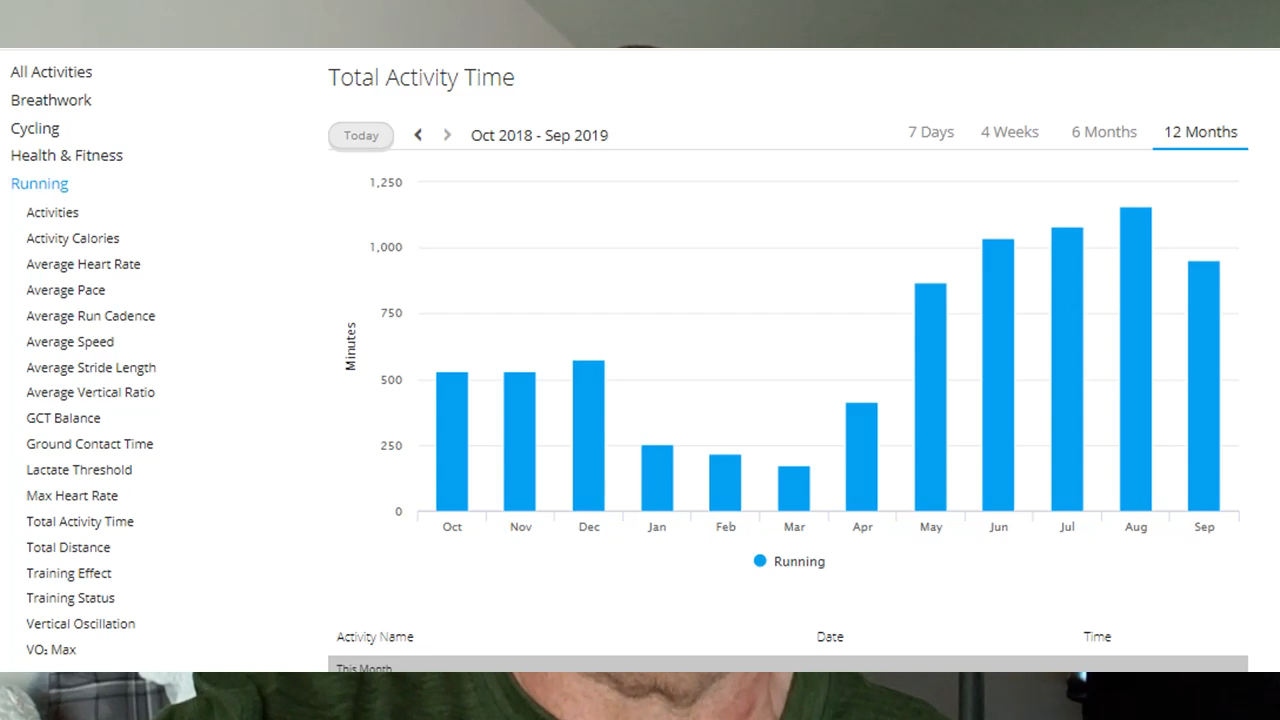 All Activities
Breathwork
Cycling
Health & Fitness
Running
Activities
Activity Calories
Average Heart Rate
Average Pace
Average Run Cadence
Average Speed
Average Stride Length
Average Vertical Ratio
GCT Balance
Ground Contact Time
Lactate Threshold
Max Heart Rate
Total Activity Time
Total Distance
Training Effect
Training Status
Vertical Oscillation
VO₂ Max
Total Activity Time
Today Oct 2018 - Sep 2019 7 Days 4 Weeks 6 Months 12 Months
1,250
1,000
750
500
250
0
Minutes
Oct Nov Dec Jan Feb Mar Apr May Jun Jul Aug Sep
Running
Activity Name Date Time
This Month